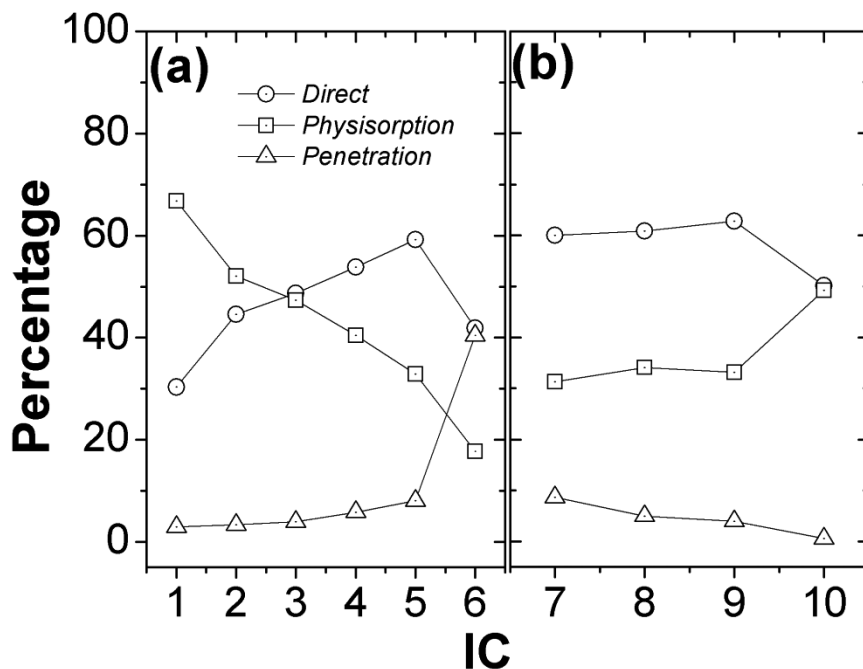 (a)
(b)
Direct
Physisorption
Penetration
100
80
60
40
20
0
Percentage
1 2 3 4 5 6
7 8 9 10
IC